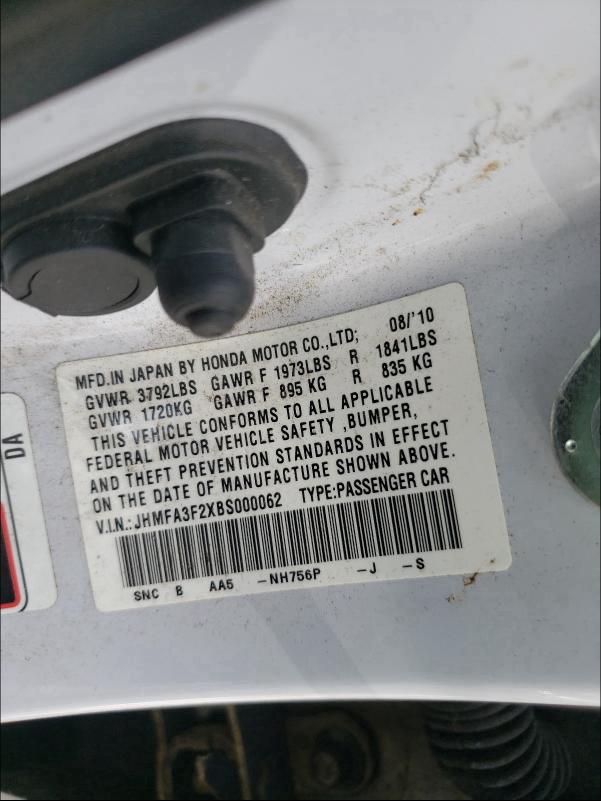 MFD.IN JAPAN BY HONDA MOTOR CO.,LTD; 08/'10
GVWR 3792LBS GAWR F 1973LBS R 1841LBS
GVWR 1720KG GAWR F 895 KG R 835 KG
THIS VEHICLE CONFORMS TO ALL APPLICABLE
FEDERAL MOTOR VEHICLE SAFETY ,BUMPER,
AND THEFT PREVENTION STANDARDS IN EFFECT
ON THE DATE OF MANUFACTURE SHOWN ABOVE.
V.I.N.:JHMFA3F2XBS000062 TYPE:PASSENGER CAR
SNC B AA5 -NH756P -J -S
DA